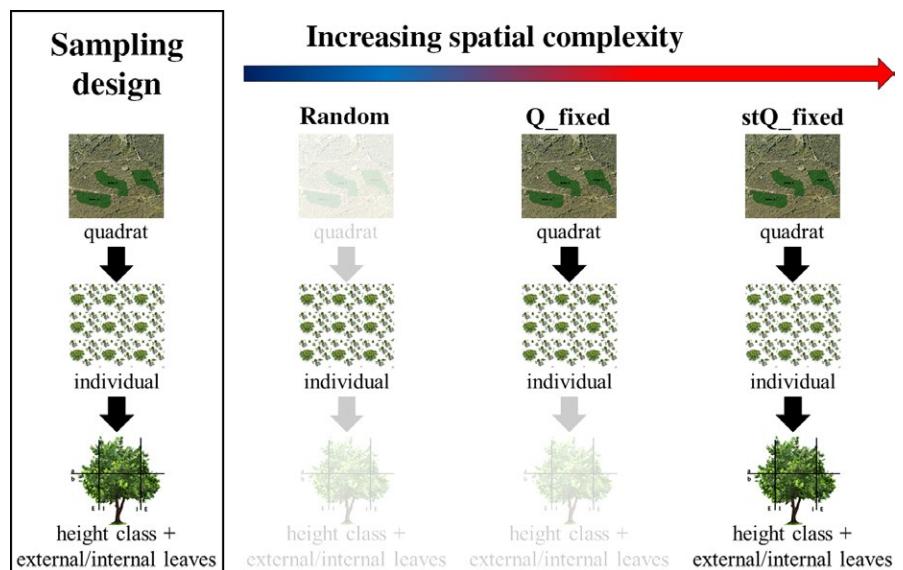 Sampling
design
quadrat
individual
height class +
external/internal leaves
Increasing spatial complexity
Random
quadrat
individual
height class +
external/internal leaves
Q_fixed
quadrat
individual
height class +
external/internal leaves
stQ_fixed
quadrat
individual
height class +
external/internal leaves